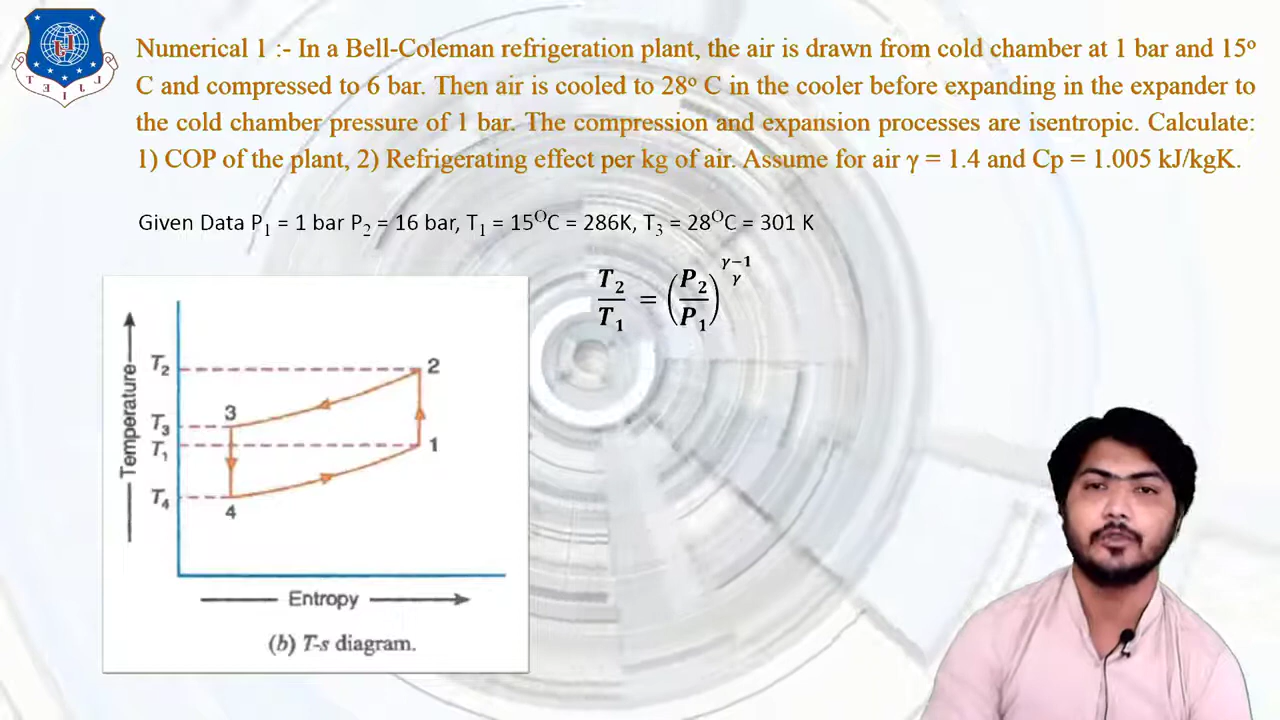 Numerical 1 :- In a Bell-Coleman refrigeration plant, the air is drawn from cold chamber at 1 bar and 15º
C and compressed to 6 bar. Then air is cooled to 28º C in the cooler before expanding in the expander to
the cold chamber pressure of 1 bar. The compression and expansion processes are isentropic. Calculate:
1) COP of the plant, 2) Refrigerating effect per kg of air. Assume for air γ = 1.4 and Cp = 1.005 kJ/kgK.
Given Data P₁ = 1 bar P₂ = 16 bar, T₁ = 15ᴼC = 286K, T₃ = 28ᴼC = 301 K
T₂/T₁ = (P₂/P₁)^(γ−1/γ)
Temperature
T₂
T₃
T₁
T₄
2
3
1
4
Entropy
(b) T-s diagram.